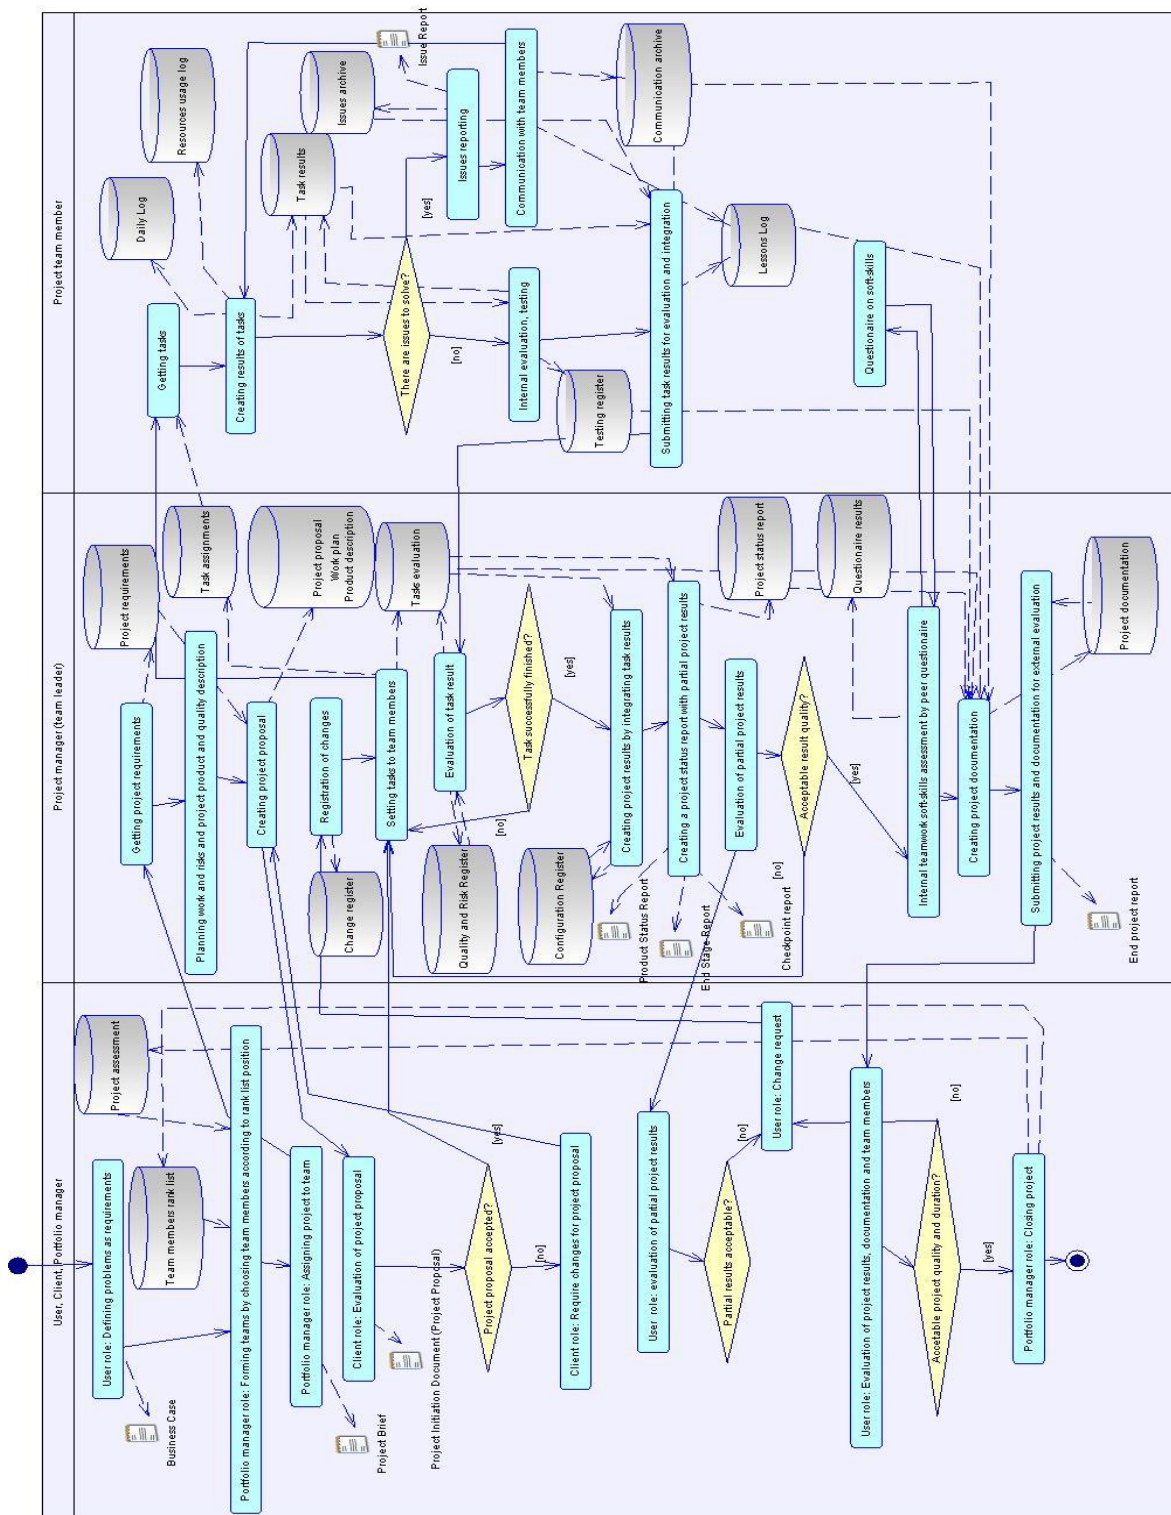 User, Client, Portfolio manager
User role: Defining problems as requirements
Business Case
Project assessment
Team members rank list
Portfolio manager role: Forming teams by choosing team members according to rank list position
Portfolio manager role: Assigning project to team
Project Brief
Client role: Evaluation of project proposal
Project Initiation Document (Project Proposal)
Project proposal accepted?
[yes]
[no]
Client role: Require changes for project proposal
User role: evaluation of partial project results
Partial results acceptable?
[no]
User role: Change request
User role: Evaluation of project results, documentation and team members
Accetable project quality and duration?
[no]
[yes]
Portfolio manager role: Closing project
Project manager (team leader)
Project requirements
Getting project requirements
Task assignments
Planning work and risks and project product and quality description
Creating project proposal
Project proposal
Work plan
Product description
Registration of changes
Change register
Setting tasks to team members
Tasks evaluation
Evaluation of task result
Quality and Risk Register
Task successfully finished?
[no]
[yes]
Configuration Register
Creating project results by integrating task results
Product Status Report
Creating a project status report with partial project results
End Stage Report
Project status report
Evaluation of partial project results
Checkpoint report
Acceptable result quality?
[no]
[yes]
Questionnaire results
Internal teamwork soft-skills assessment by peer questionnaire
Creating project documentation
Submitting project results and documentation for external evaluation
Project documentation
End project report
Project team member
Daily Log
Resources usage log
Getting tasks
Creating results of tasks
Task results
Issues archive
Issue Report
There are issues to solve?
[yes]
[no]
Issues reporting
Communication with team members
Internal evaluation, testing
Testing register
Communication archive
Submitting task results for evaluation and integration
Lessons Log
Questionaire on soft-skills